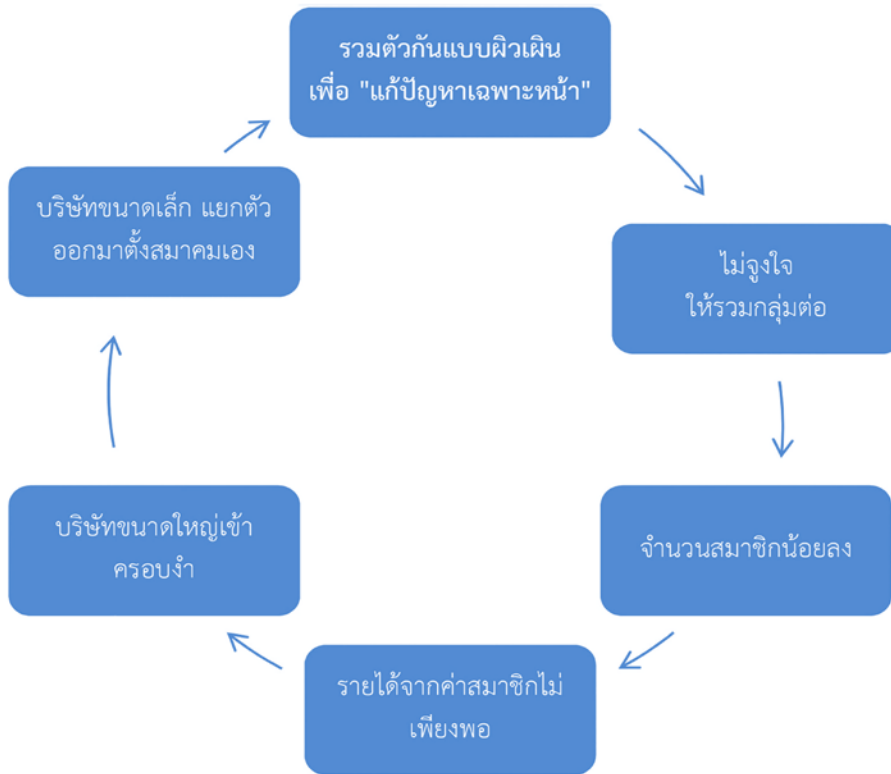 รวมตัวกันแบบผิวเผิน
เพื่อ "แก้ปัญหาเฉพาะหน้า"
ไม่จูงใจ
ให้รวมกลุ่มต่อ
จำนวนสมาชิกน้อยลง
รายได้จากค่าสมาชิกไม่
เพียงพอ
บริษัทขนาดใหญ่เข้า
ครอบงำ
บริษัทขนาดเล็ก แยกตัว
ออกมาตั้งสมาคมเอง